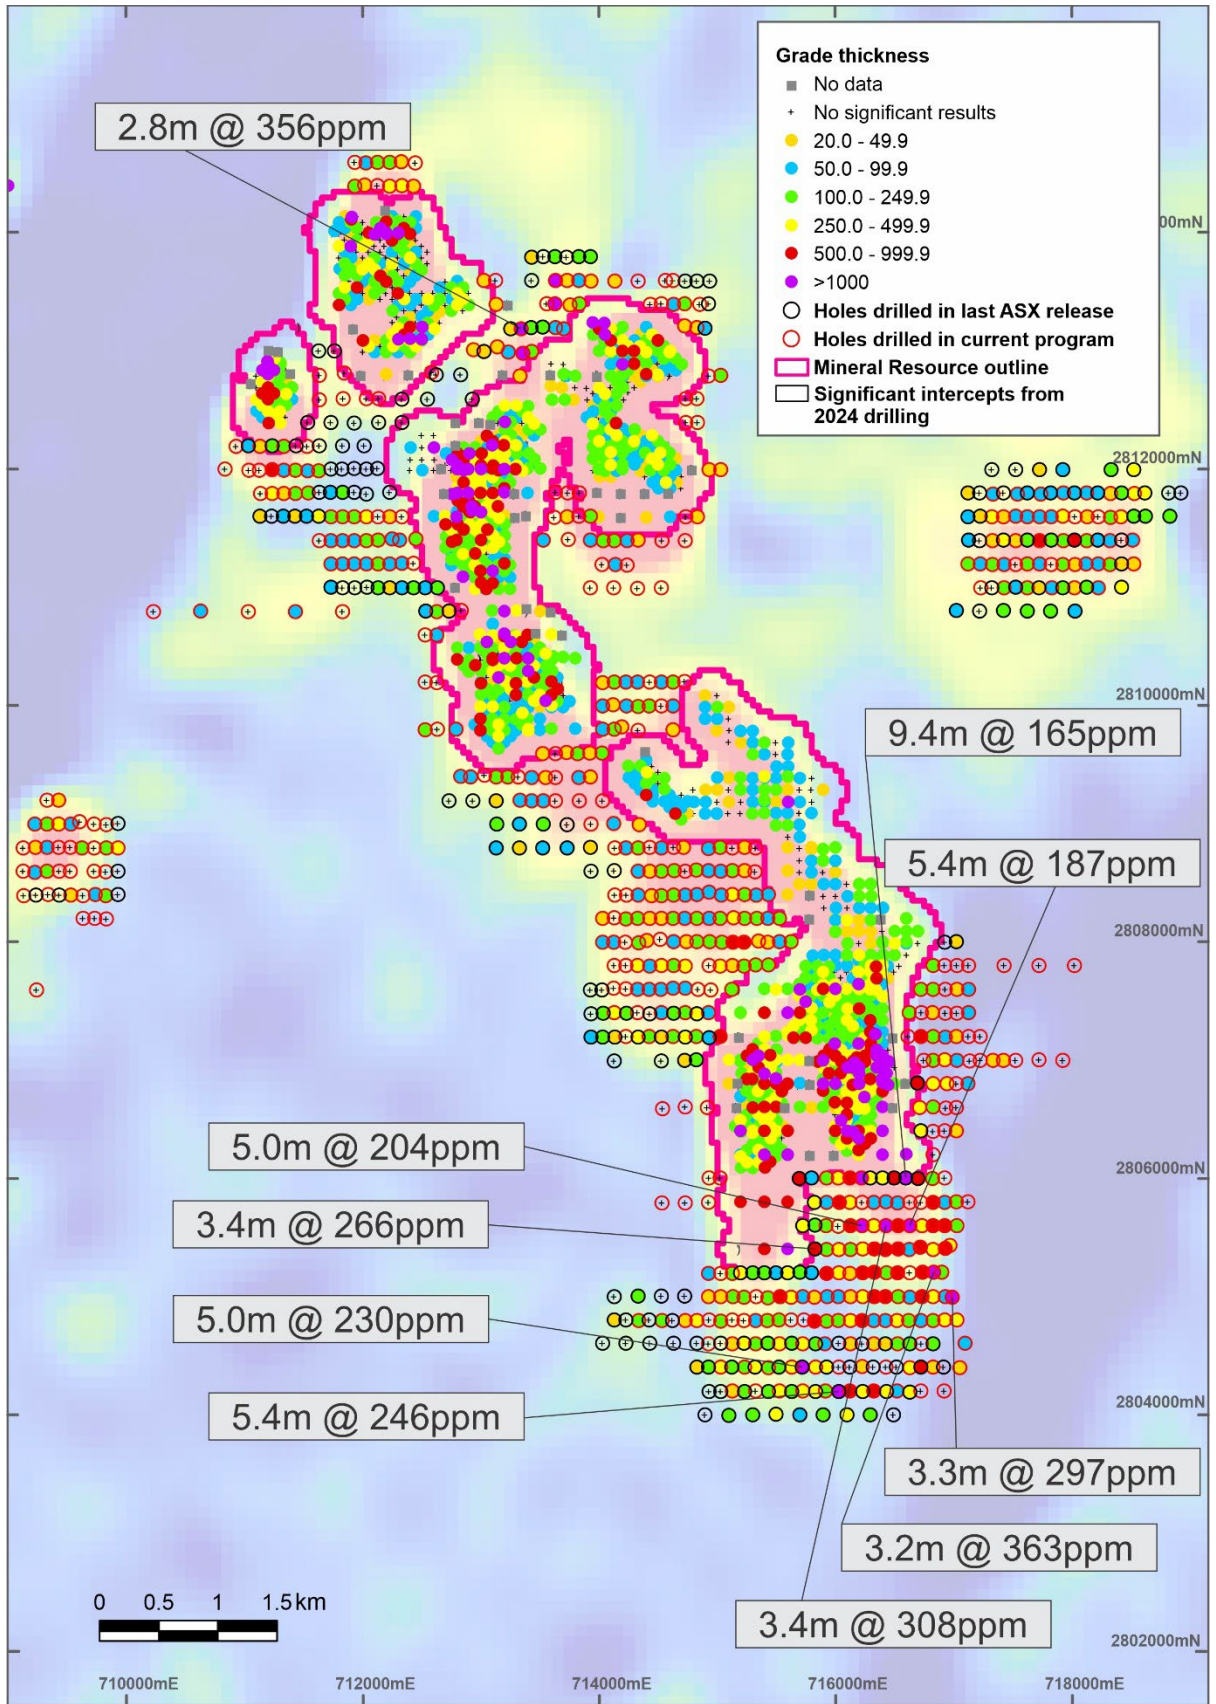 Grade thickness
No data
No significant results
20.0 - 49.9
50.0 - 99.9
100.0 - 249.9
250.0 - 499.9
500.0 - 999.9
>1000
Holes drilled in last ASX release
Holes drilled in current program
Mineral Resource outline
Significant intercepts from
2024 drilling
2.8m @ 356ppm
00mN
2812000mN
2810000mN
9.4m @ 165ppm
5.4m @ 187ppm
2808000mN
5.0m @ 204ppm
2806000mN
3.4m @ 266ppm
5.0m @ 230ppm
5.4m @ 246ppm
2804000mN
3.3m @ 297ppm
3.2m @ 363ppm
3.4m @ 308ppm
0 0.5 1 1.5 km
2802000mN
710000mE 712000mE 714000mE 716000mE 718000mE